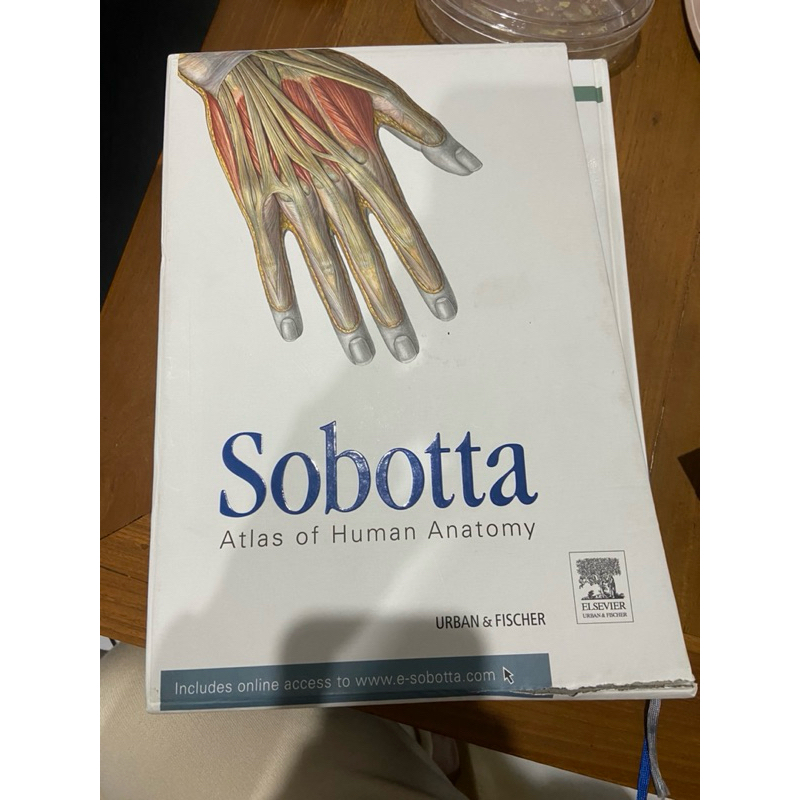 Sobotta
Atlas of Human Anatomy
URBAN & FISCHER
ELSEVIER
URBAN & FISCHER
Includes online access to www.e-sobotta.com